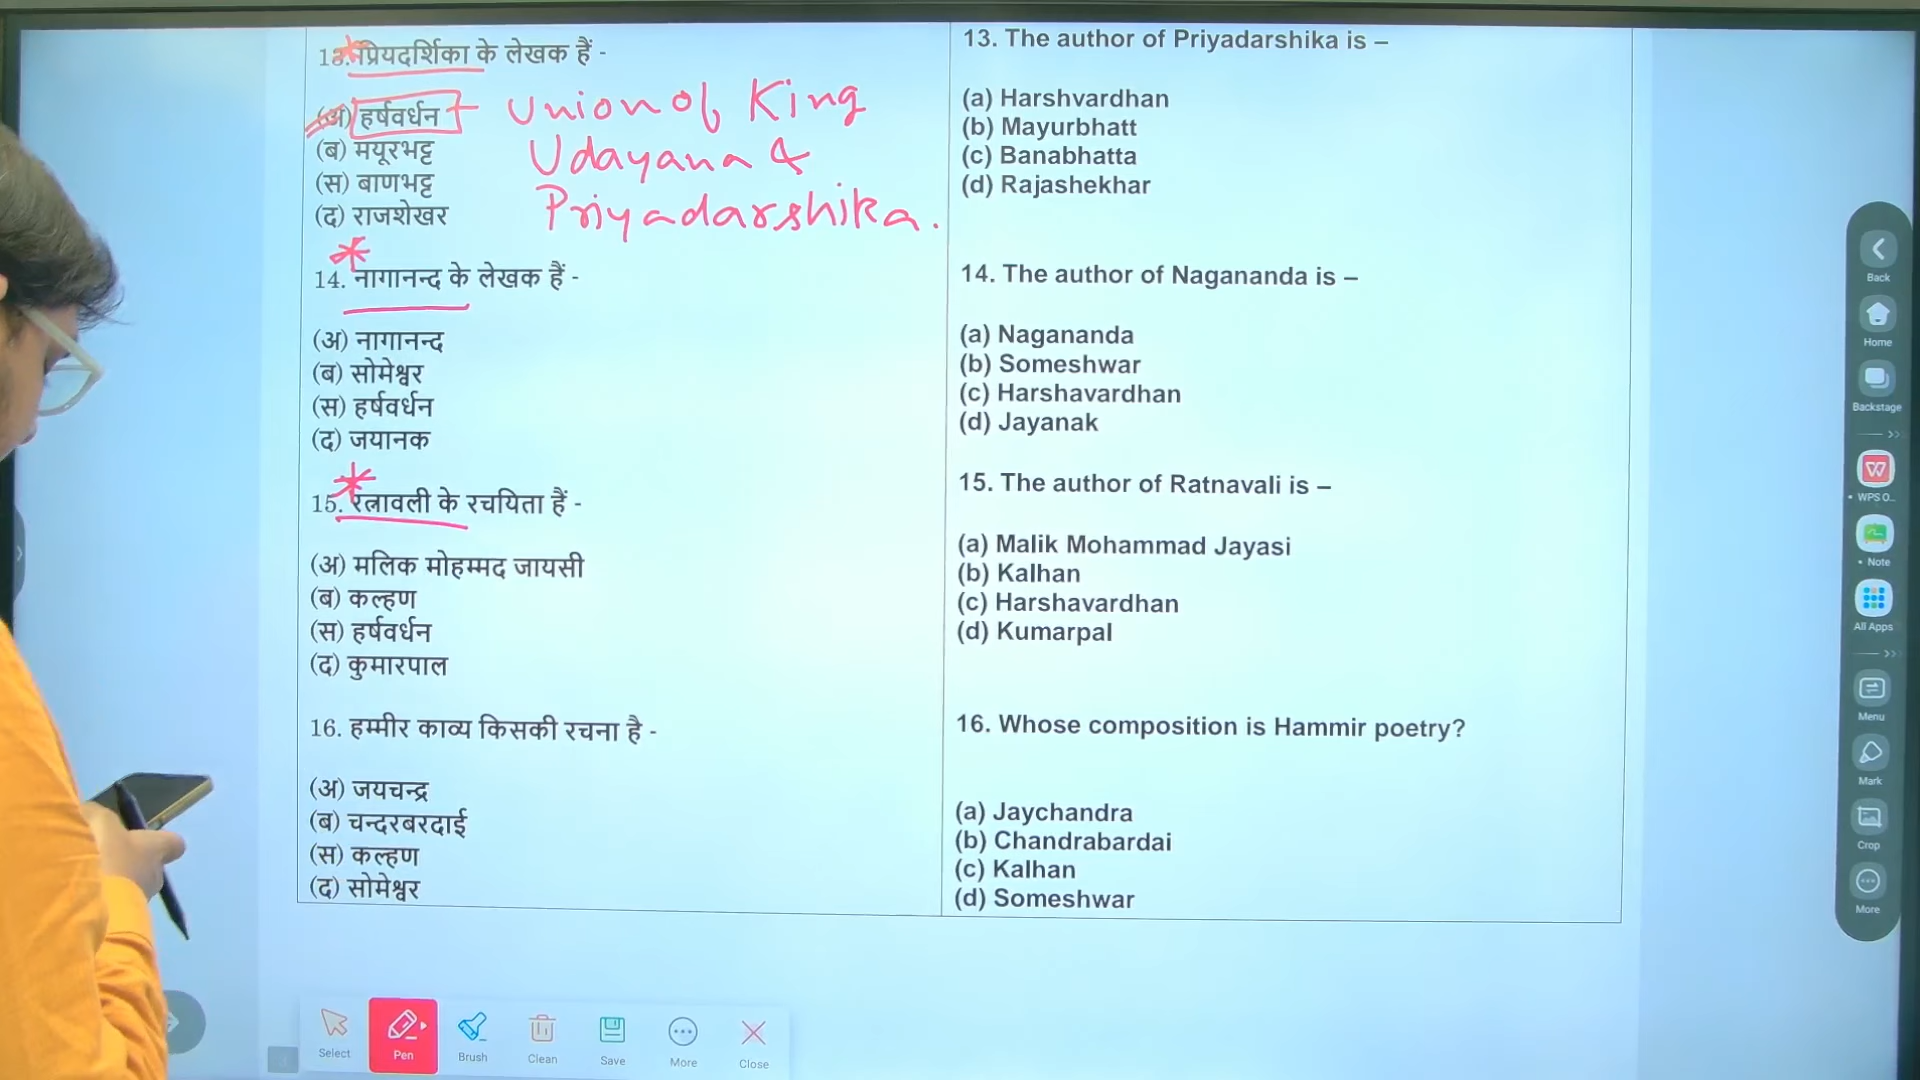 13. प्रियदर्शिका के लेखक हैं -
(अ) हर्षवर्धन - Union of King
Udayana &
Priyadarshika.
(ब) मयूरभट्ट
(स) बाणभट्ट
(द) राजशेखर
14. नागानन्द के लेखक हैं -
(अ) नागानन्द
(ब) सोमेश्वर
(स) हर्षवर्धन
(द) जयानक
15. रत्नावली के रचयिता हैं -
(अ) मलिक मोहम्मद जायसी
(ब) कल्हण
(स) हर्षवर्धन
(द) कुमारपाल
16. हम्मीर काव्य किसकी रचना है -
(अ) जयचन्द्र
(ब) चन्दरबरदाई
(स) कल्हण
(द) सोमेश्वर
13. The author of Priyadarshika is –
(a) Harshvardhan
(b) Mayurbhatt
(c) Banabhatta
(d) Rajashekhar
14. The author of Nagananda is –
(a) Nagananda
(b) Someshwar
(c) Harshavardhan
(d) Jayanak
15. The author of Ratnavali is –
(a) Malik Mohammad Jayasi
(b) Kalhan
(c) Harshavardhan
(d) Kumarpal
16. Whose composition is Hammir poetry?
(a) Jaychandra
(b) Chandrabardai
(c) Kalhan
(d) Someshwar
Back
Home
Backstage
WPS O...
Note
All Apps
Menu
Mark
Crop
More
Select
Pen
Brush
Clean
Save
More
Close